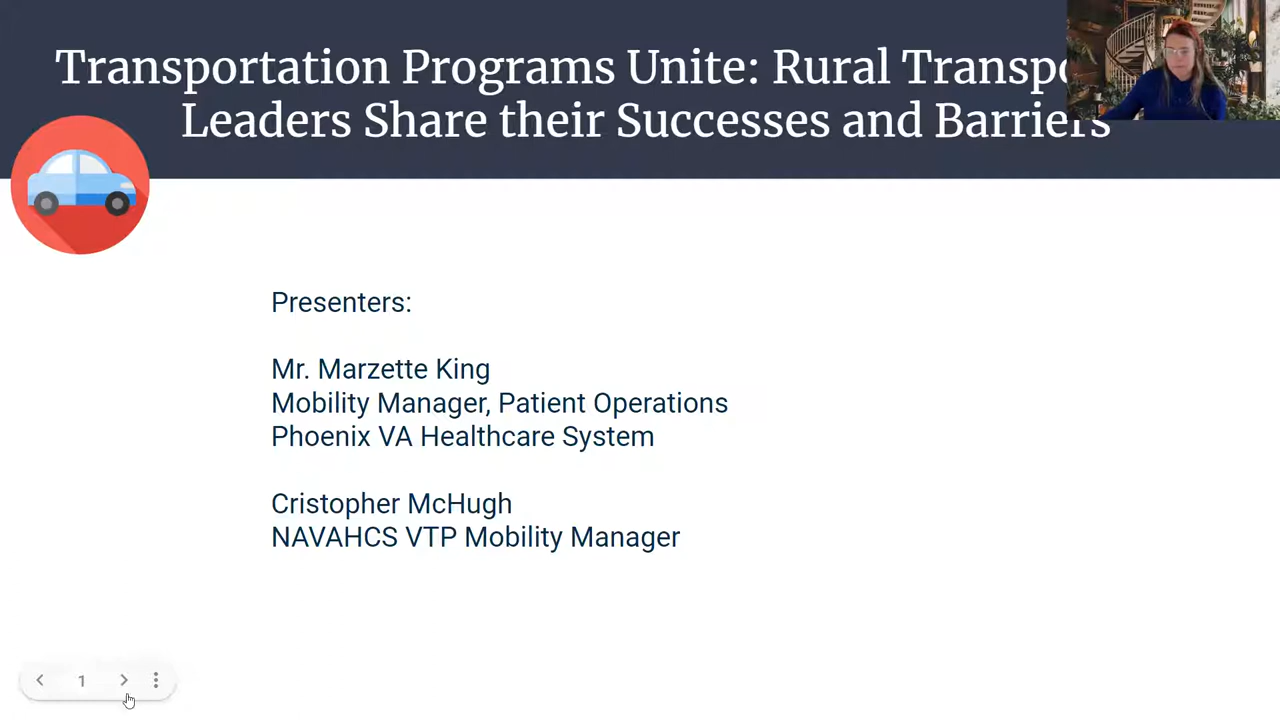 Transportation Programs Unite: Rural
Leaders Share their Successes and Barriers
Presenters:
Mr. Marzette King
Mobility Manager, Patient Operations
Phoenix VA Healthcare System
Cristopher McHugh
NAVAHCS VTP Mobility Manager
1